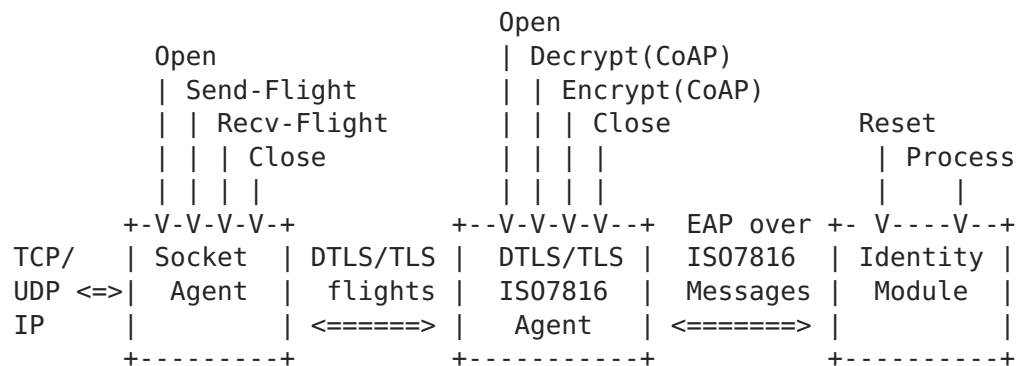 Open
         Open                   | Decrypt(CoAP)
         | Send-Flight          | | Encrypt(CoAP)
         | | Recv-Flight        | | | Close            Reset
         | | | Close            | | | |                 | Process
         | | | |                | | | |                 |    |
       +-V-V-V-V-+          +--V-V-V-V--+  EAP over +- V----V--+
TCP/   | Socket  | DTLS/TLS |  DTLS/TLS |  ISO7816  | Identity |
UDP <=>|  Agent  |  flights |  ISO7816  |  Messages |  Module  |
IP     |         | <======> |   Agent   | <=======> |          |
       +---------+          +-----------+           +----------+